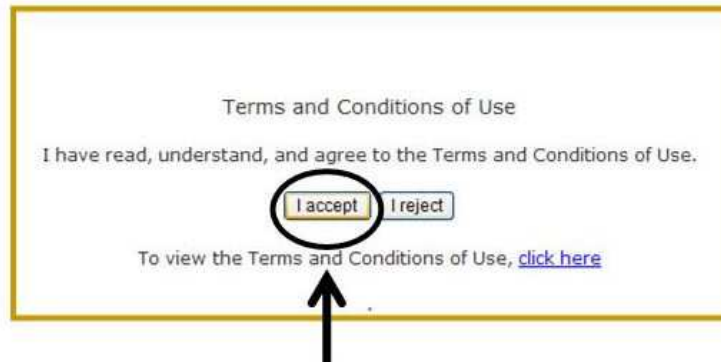 Terms and Conditions of Use
I have read, understand, and agree to the Terms and Conditions of Use.
I accept I reject
To view the Terms and Conditions of Use, click here